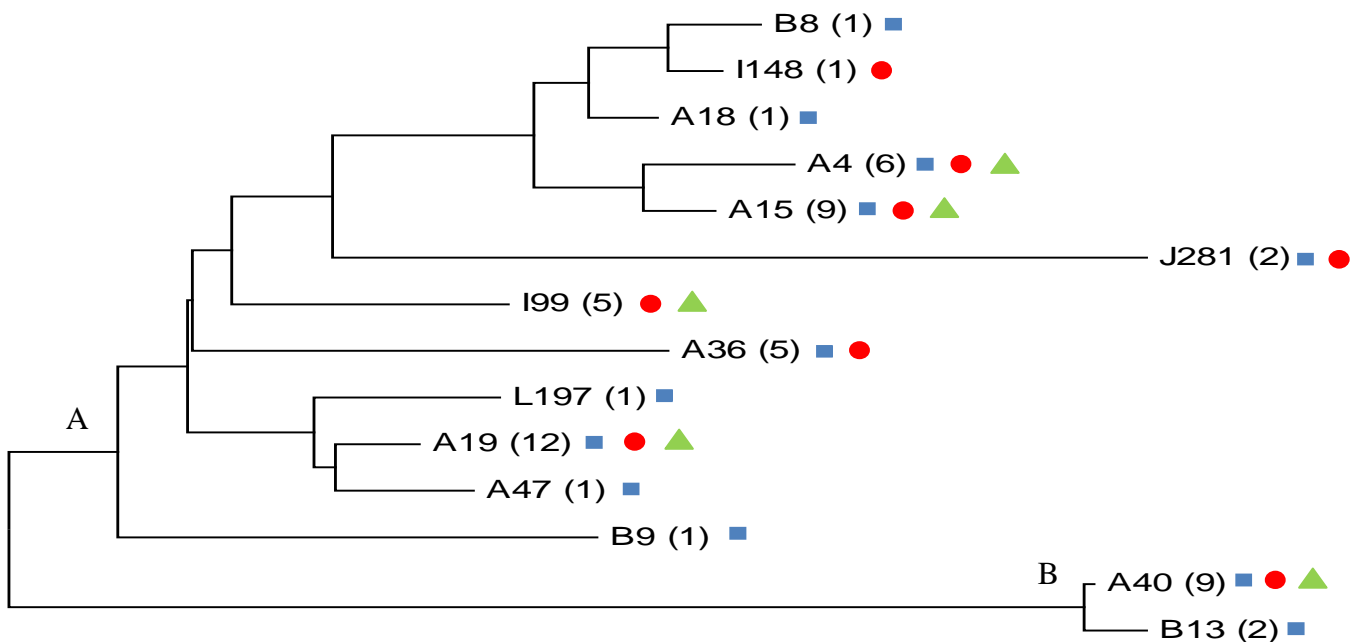 B8 (1)
I148 (1)
A18 (1)
A4 (6)
A15 (9)
J281 (2)
I99 (5)
A36 (5)
L197 (1)
A
A19 (12)
A47 (1)
B9 (1)
B
A40 (9)
B13 (2)